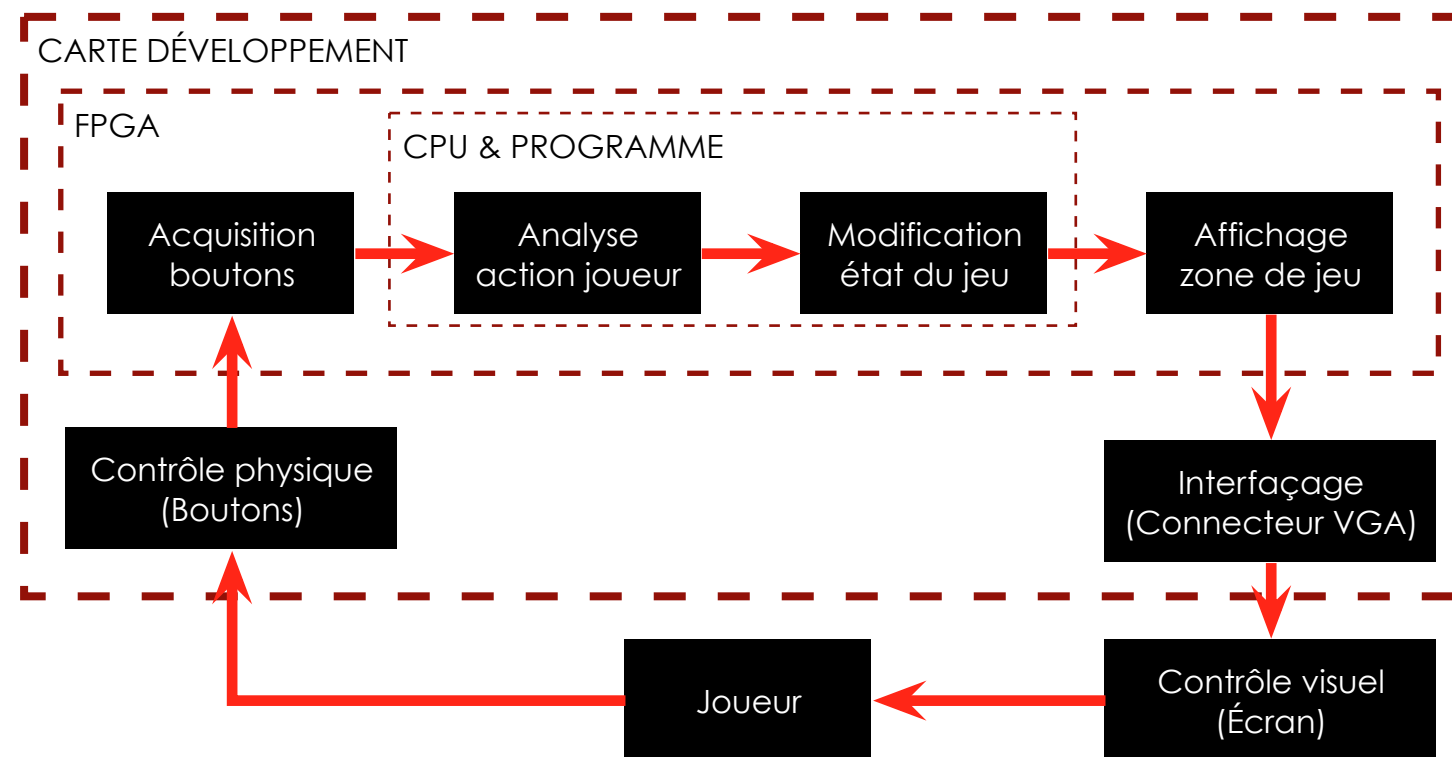 CARTE DÉVELOPPEMENT
FPGA
CPU & PROGRAMME
Acquisition
boutons
Analyse
action joueur
Modification
état du jeu
Affichage
zone de jeu
Contrôle physique
(Boutons)
Interfaçage
(Connecteur VGA)
Joueur
Contrôle visuel
(Écran)